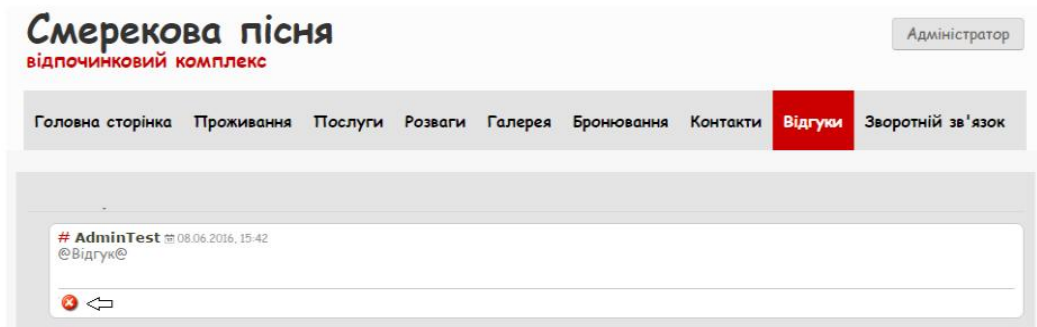 Смерекова пісня
відпочинковий комплекс
Адміністратор
Головна сторінка Проживання Послуги Розваги Галерея Бронювання Контакти Відгуки Зворотній зв'язок
# AdminTest 08.06.2016, 15:42
@Відгук@